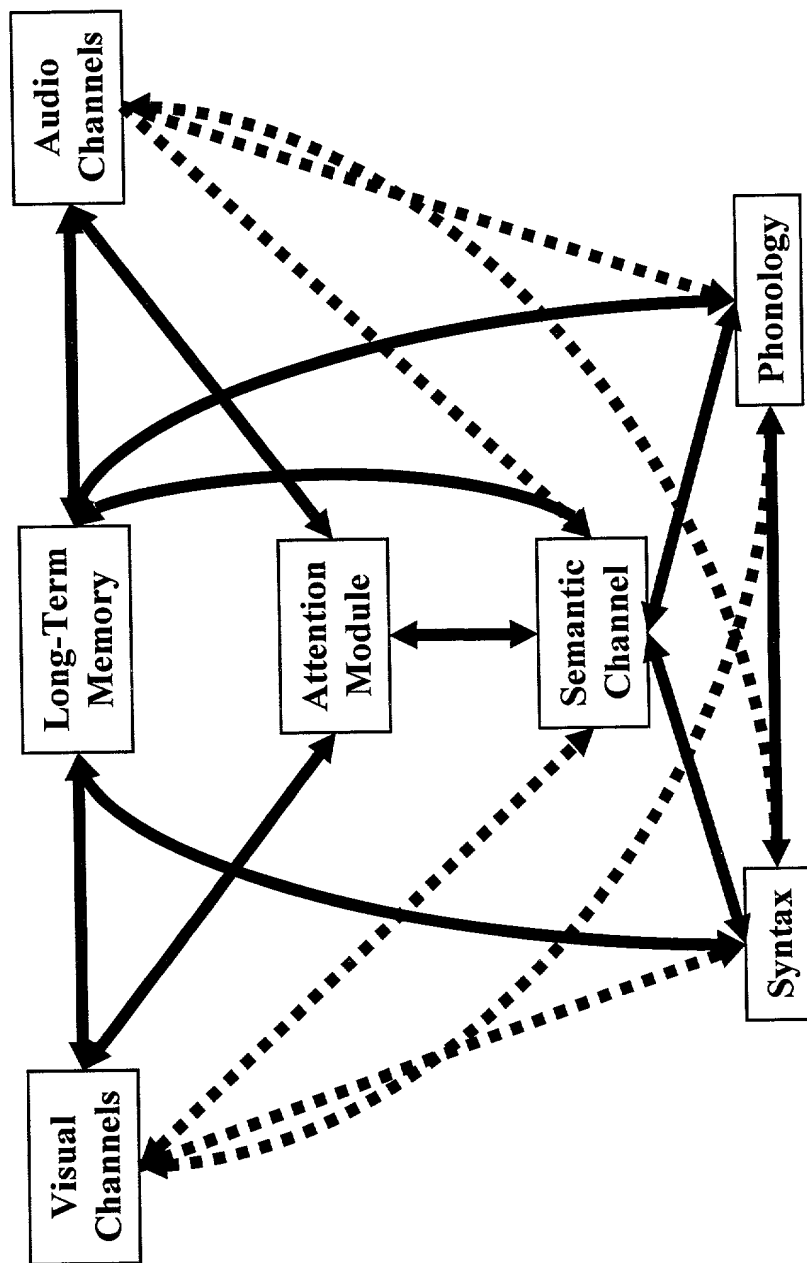 Visual
Channels
Long-Term
Memory
Audio
Channels
Attention
Module
Semantic
Channel
Syntax
Phonology